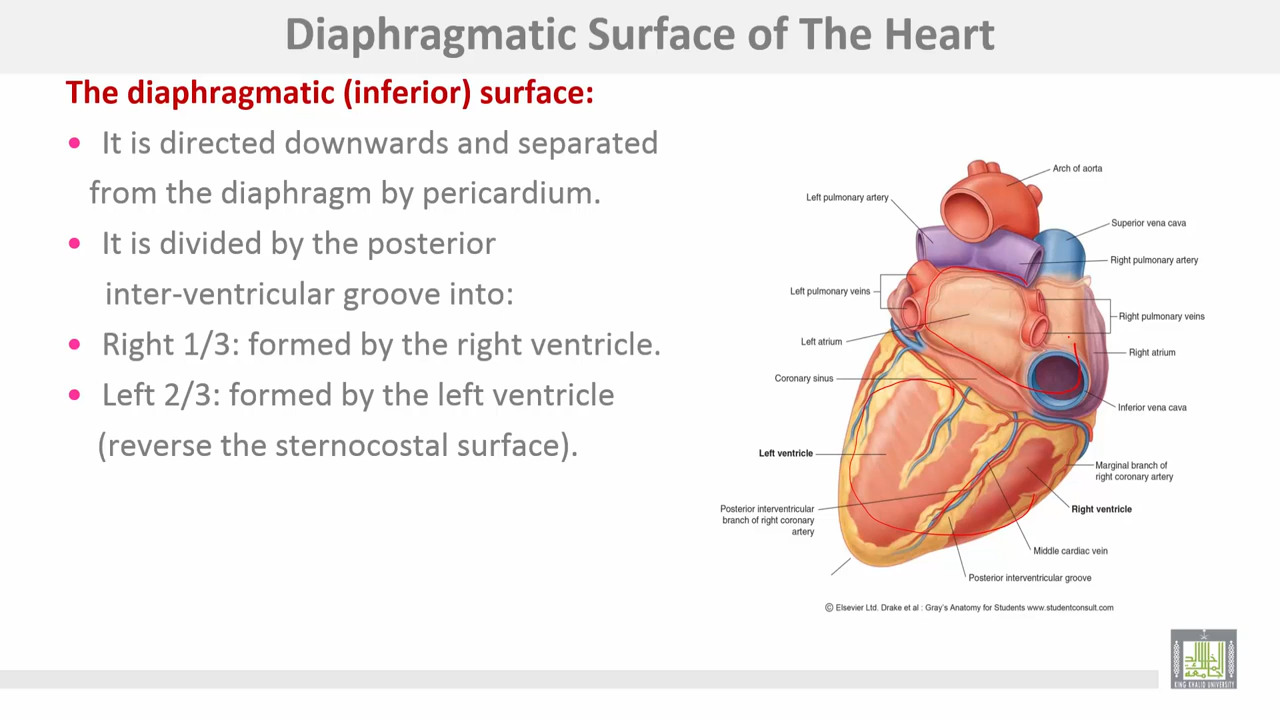 Diaphragmatic Surface of The Heart
The diaphragmatic (inferior) surface:
• It is directed downwards and separated
from the diaphragm by pericardium.
• It is divided by the posterior
inter-ventricular groove into:
• Right 1/3: formed by the right ventricle.
• Left 2/3: formed by the left ventricle
(reverse the sternocostal surface).
Arch of aorta
Left pulmonary artery
Superior vena cava
Right pulmonary artery
Left pulmonary veins
Right pulmonary veins
Left atrium
Right atrium
Coronary sinus
Inferior vena cava
Left ventricle
Marginal branch of
right coronary artery
Posterior interventricular
branch of right coronary
artery
Right ventricle
Middle cardiac vein
Posterior interventricular groove
© Elsevier Ltd. Drake et al : Gray's Anatomy for Students www.studentconsult.com
KING KHALID UNIVERSITY